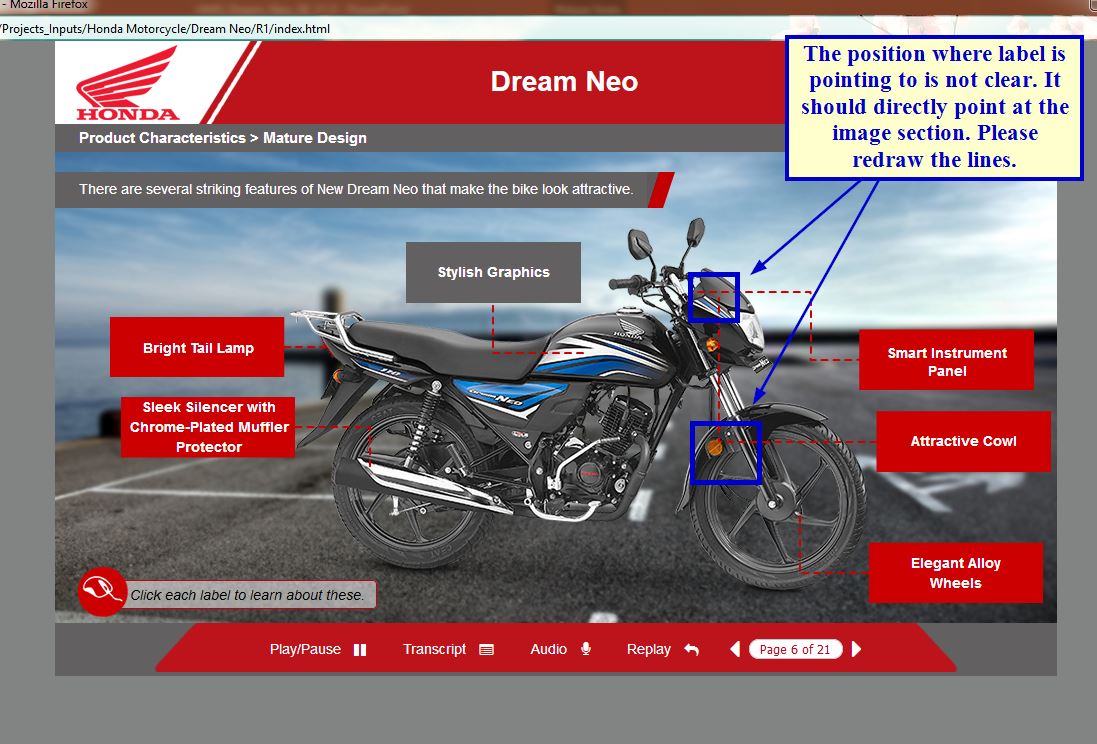 - Mozilla Firefox
/Projects_Inputs/Honda Motorcycle/Dream Neo/R1/index.html
The position where label is
pointing to is not clear. It
should directly point at the
image section. Please
redraw the lines.
HONDA
Dream Neo
Product Characteristics > Mature Design
There are several striking features of New Dream Neo that make the bike look attractive.
Stylish Graphics
Bright Tail Lamp
Smart Instrument
Panel
Sleek Silencer with
Chrome-Plated Muffler
Protector
HONDA
Dream NEO
Attractive Cowl
Elegant Alloy
Wheels
Click each label to learn about these.
Play/Pause
Transcript
Audio
Replay
Page 6 of 21